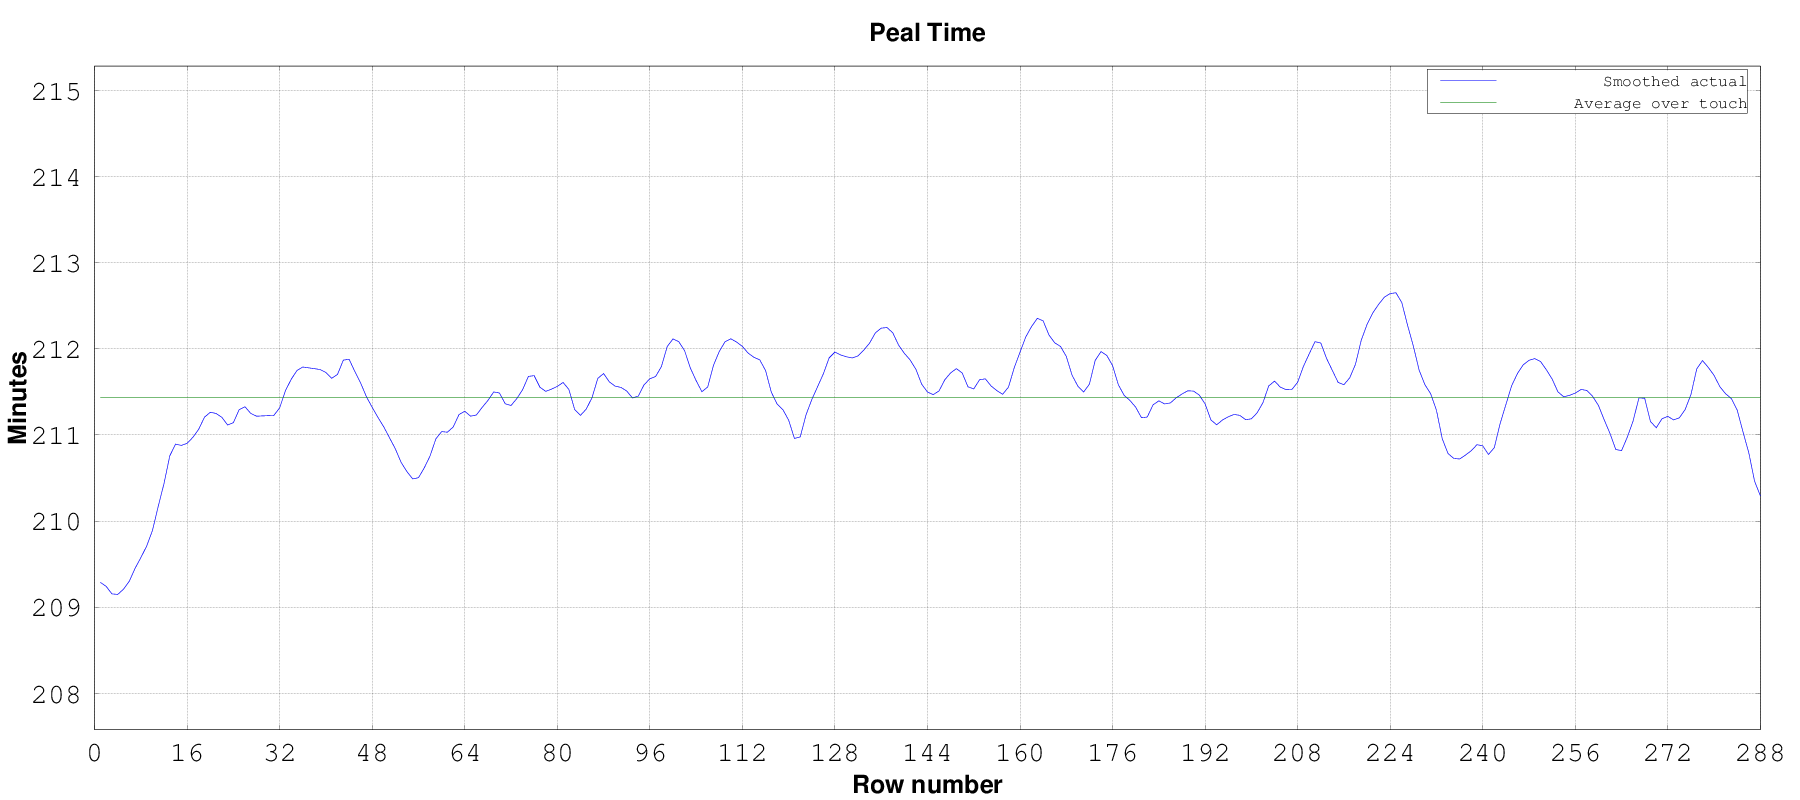 Peal Time
Smoothed actual
Average over touch
215
214
213
212
211
210
209
208
Minutes
0 16 32 48 64 80 96 112 128 144 160 176 192 208 224 240 256 272 288
Row number